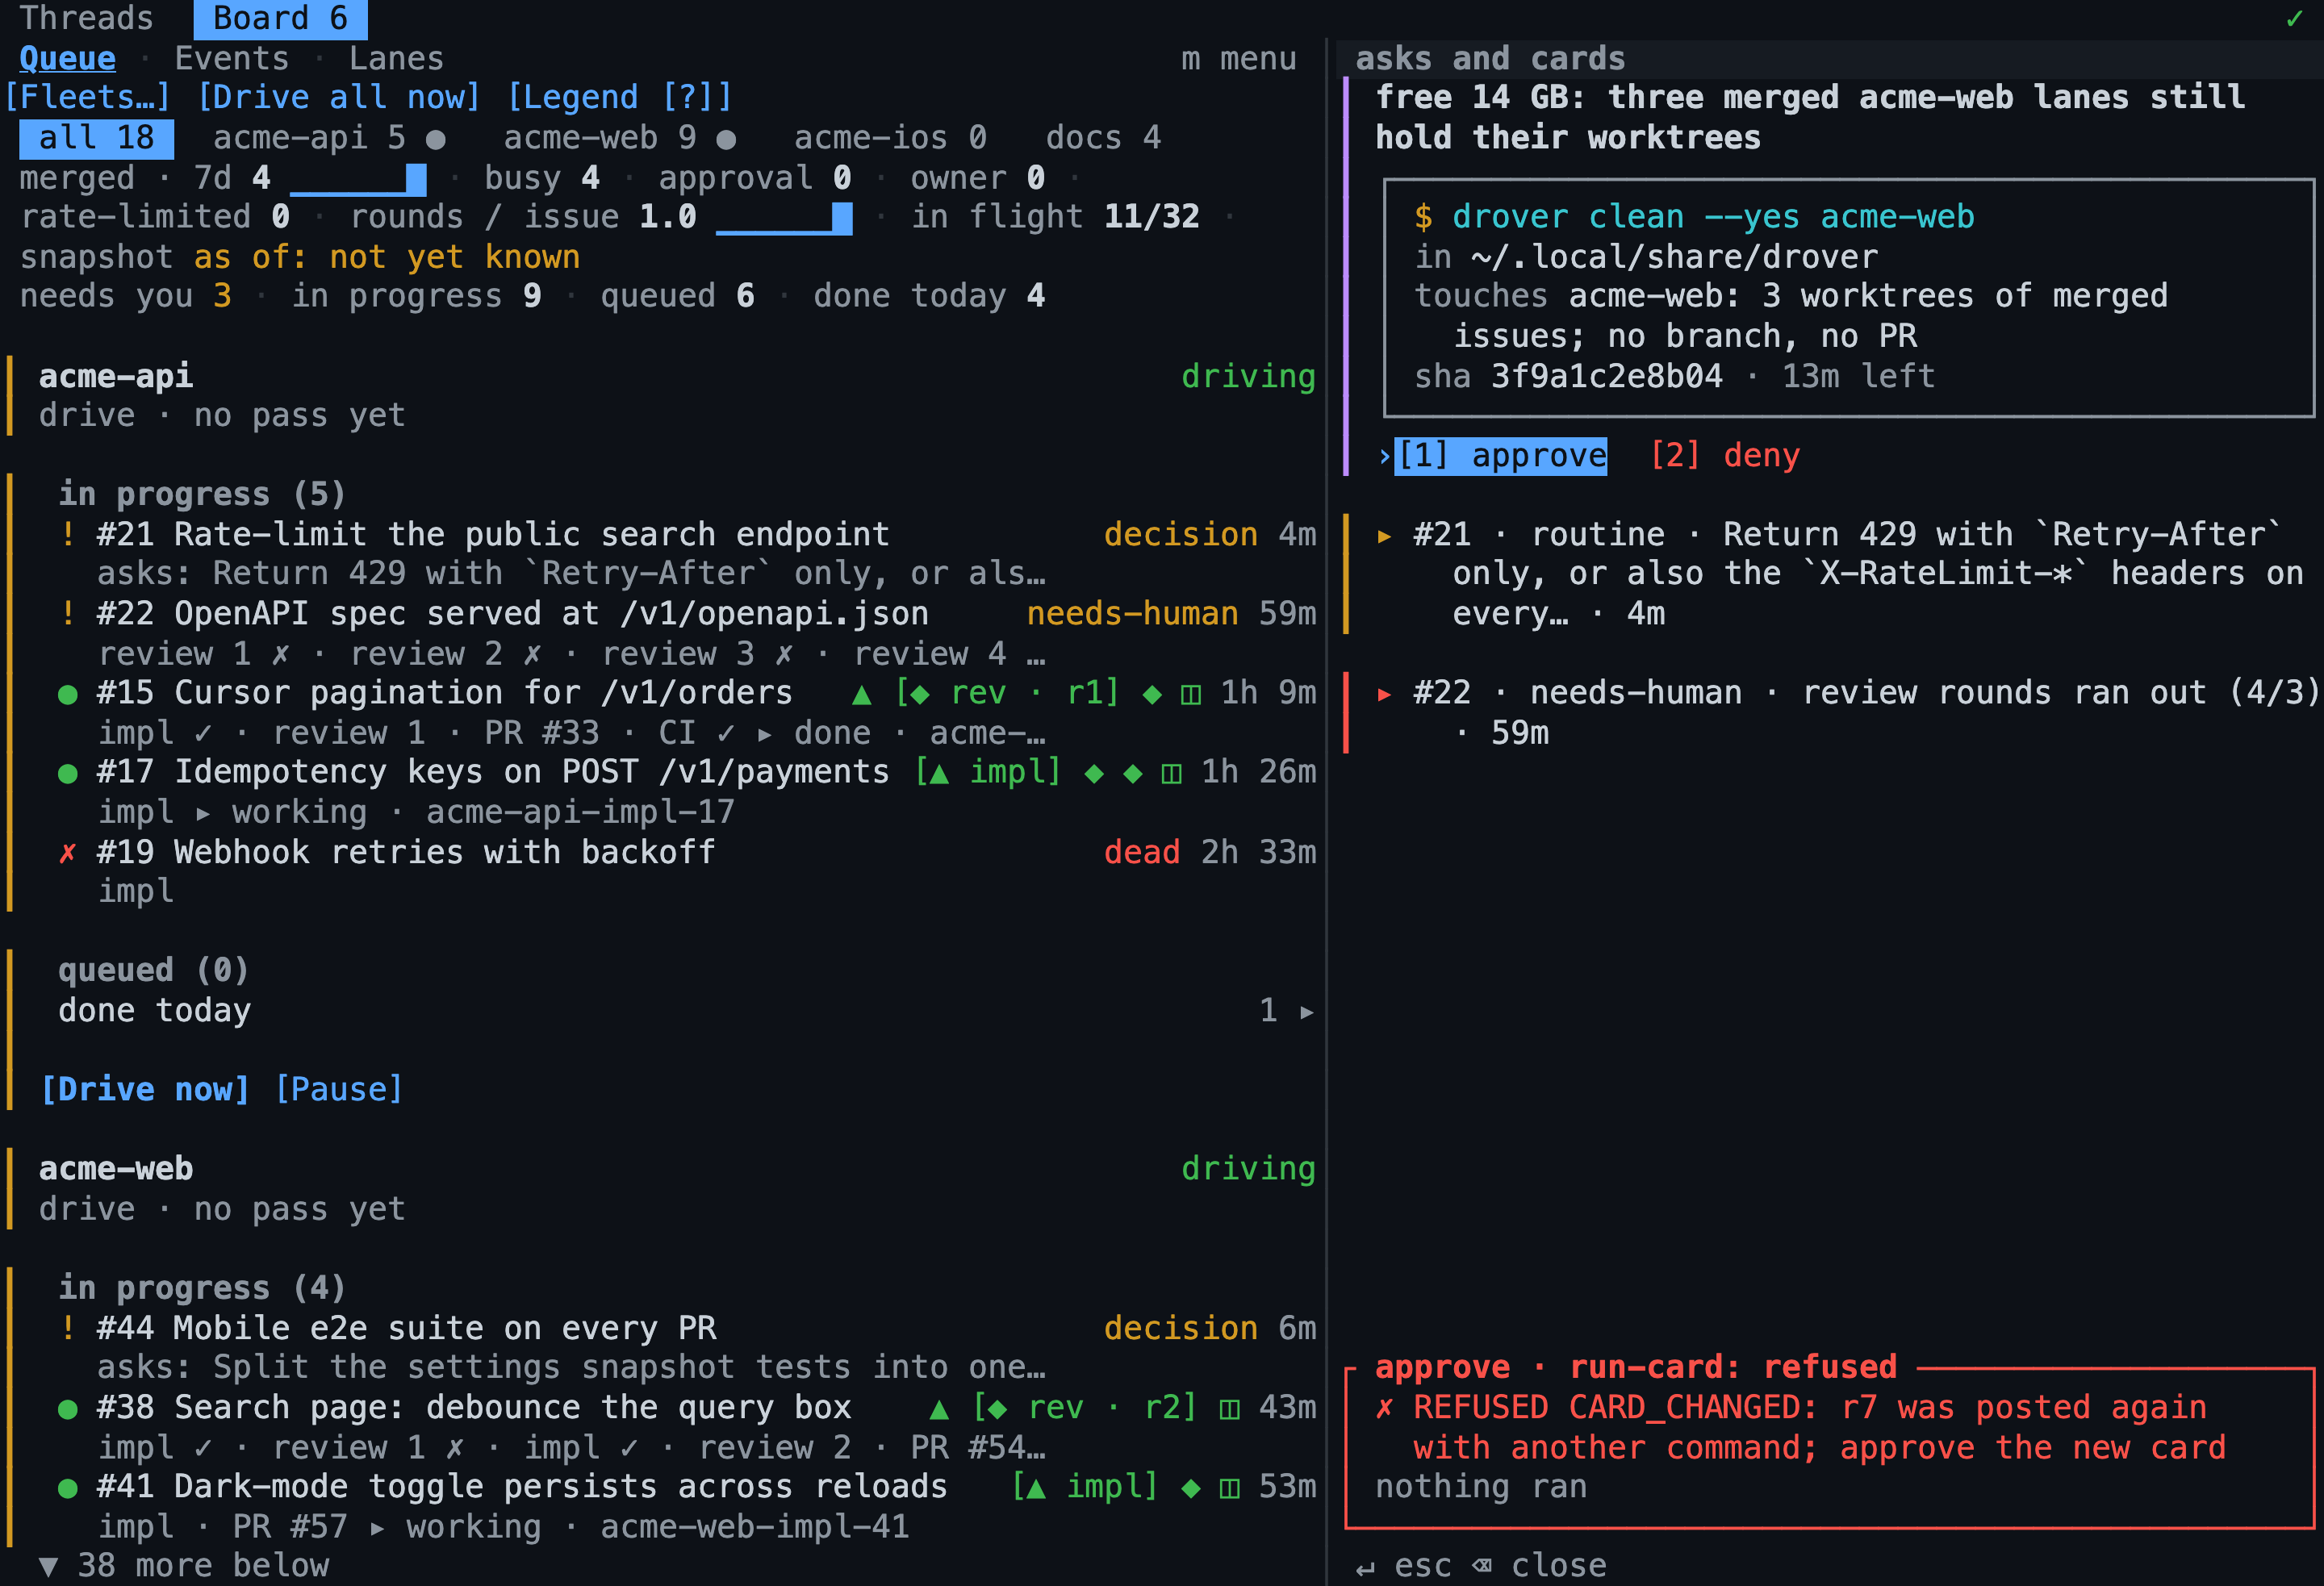 Threads  Board 6  ✓
Queue · Events · Lanes  m menu
[Fleets…] [Drive all now] [Legend [?]]
all 18  acme-api 5 ●  acme-web 9 ●  acme-ios 0  docs 4
merged · 7d 4 · busy 4 · approval 0 · owner 0 ·
rate-limited 0 · rounds / issue 1.0 · in flight 11/32 ·
snapshot as of: not yet known
needs you 3 · in progress 9 · queued 6 · done today 4
acme-api  driving
drive · no pass yet
in progress (5)
! #21 Rate-limit the public search endpoint  decision 4m
asks: Return 429 with `Retry-After` only, or als…
! #22 OpenAPI spec served at /v1/openapi.json  needs-human 59m
review 1 ✗ · review 2 ✗ · review 3 ✗ · review 4 …
● #15 Cursor pagination for /v1/orders  ▲ [◆ rev · r1] ◆ ◫ 1h 9m
impl ✓ · review 1 · PR #33 · CI ✓ ▸ done · acme-…
● #17 Idempotency keys on POST /v1/payments [▲ impl] ◆ ◆ ◫ 1h 26m
impl ▸ working · acme-api-impl-17
✗ #19 Webhook retries with backoff  dead 2h 33m
impl
queued (0)
done today  1 ▸
[Drive now] [Pause]
acme-web  driving
drive · no pass yet
in progress (4)
! #44 Mobile e2e suite on every PR  decision 6m
asks: Split the settings snapshot tests into one…
● #38 Search page: debounce the query box  ▲ [◆ rev · r2] ◫ 43m
impl ✓ · review 1 ✗ · impl ✓ · review 2 · PR #54…
● #41 Dark-mode toggle persists across reloads  [▲ impl] ◆ ◫ 53m
impl · PR #57 ▸ working · acme-web-impl-41
▼ 38 more below
asks and cards
free 14 GB: three merged acme-web lanes still
hold their worktrees
$ drover clean --yes acme-web
in ~/.local/share/drover
touches acme-web: 3 worktrees of merged
issues; no branch, no PR
sha 3f9a1c2e8b04 · 13m left
›[1] approve  [2] deny
▸ #21 · routine · Return 429 with `Retry-After`
only, or also the `X-RateLimit-*` headers on
every… · 4m
▸ #22 · needs-human · review rounds ran out (4/3)
· 59m
approve · run-card: refused
✗ REFUSED CARD_CHANGED: r7 was posted again
with another command; approve the new card
nothing ran
↵ esc ⌫ close